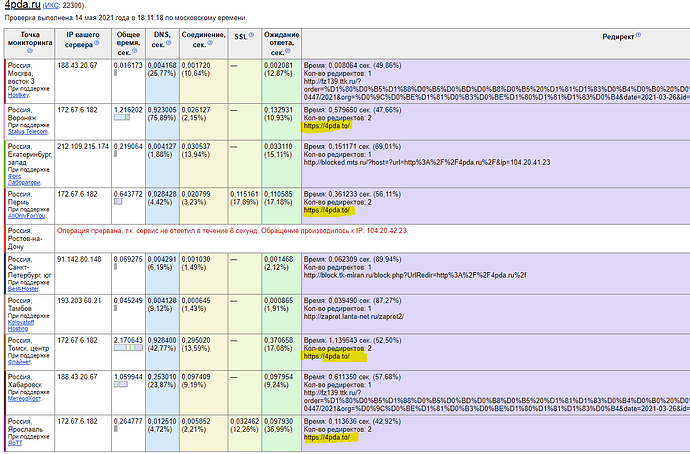 4pda.ru (ИКС: 22300).
Проверка выполнена 14 мая 2021 года в 18:11:18 по московскому времени.
Точка мониторинга
IP вашего сервера
Общее время, сек.
DNS, сек.
Соединение, сек.
SSL
Ожидание ответа, сек.
Редирект
Россия, Москва, восток 3
При поддержке Hostkey.
188.43.20.67
0,016173
0,004168 (25,77%)
0,001720 (10,64%)
—
0,002081 (12,87%)
Время: 0,008064 сек. (49,86%)
Кол-во редиректов: 1
http://fz139.ttk.ru/?
order=%D1%80%D0%B5%D1%88%D0%B5%D0%BD%D0%B8%D0%B5%20%D1%81%D1%83%D0%B4%D0%B0%20%D0
0447/2021&org=%D0%9C%D0%BE%D1%81%D0%B3%D0%BE%D1%80%D1%81%D1%83%D0%B4&date=2021-03-26&id=
Россия, Воронеж
При поддержке Status Telecom.
172.67.6.182
1,216202
0,923005 (75,89%)
0,026127 (2,15%)
—
0,132931 (10,93%)
Время: 0,579650 сек. (47,66%)
Кол-во редиректов: 2
https://4pda.to/
Россия, Екатеринбург, запад
При поддержке Фокс Лаборатори.
212.109.215.174
0,219064
0,004127 (1,88%)
0,030537 (13,94%)
—
0,033110 (15,11%)
Время: 0,151171 сек. (69,01%)
Кол-во редиректов: 1
http://blocked.mts.ru/?host=?url=http%3A%2F%2F4pda.ru%2F&ip=104.20.41.23
Россия, Пермь
При поддержке AllOnlyForYou.
172.67.6.182
0,643772
0,028428 (4,42%)
0,020799 (3,23%)
0,115161 (17,89%)
0,110585 (17,18%)
Время: 0,361233 сек. (56,11%)
Кол-во редиректов: 2
https://4pda.to/
Россия, Ростов-на-Дону
Операция прервана, т.к. сервис не ответил в течение 8 секунд. Обращение производилось к IP: 104.20.42.23.
Россия, Санкт-Петербург, юг
При поддержке Best-Hoster.
91.142.80.148
0,069275
0,004291 (6,19%)
0,001030 (1,49%)
—
0,001468 (2,12%)
Время: 0,062309 сек. (89,94%)
Кол-во редиректов: 1
http://block.tk-miran.ru/block.php?UrlRedir=http%3A%2F%2F4pda.ru%2f
Россия, Тамбов
При поддержке Kolovatoff Hosting.
193.203.60.21
0,045249
0,004128 (9,12%)
0,000645 (1,43%)
—
0,000865 (1,91%)
Время: 0,039490 сек. (87,27%)
Кол-во редиректов: 1
http://zapret.lanta-net.ru/zapret2/
Россия, Томск, центр
При поддержке Флайнет.
172.67.6.182
2,170643
0,928400 (42,77%)
0,295020 (13,59%)
—
0,370658 (17,08%)
Время: 1,139543 сек. (52,50%)
Кол-во редиректов: 2
https://4pda.to/
Россия, Хабаровск
При поддержке МетеорХост.
188.43.20.67
1,059944
0,253010 (23,87%)
0,097409 (9,19%)
—
0,097954 (9,24%)
Время: 0,611350 сек. (57,68%)
Кол-во редиректов: 1
http://fz139.ttk.ru/?
order=%D1%80%D0%B5%D1%88%D0%B5%D0%BD%D0%B8%D0%B5%20%D1%81%D1%83%D0%B4%D0%B0%20%D0
0447/2021&org=%D0%9C%D0%BE%D1%81%D0%B3%D0%BE%D1%80%D1%81%D1%83%D0%B4&date=2021-03-26&id=
Россия, Ярославль
При поддержке ЯрТТ
172.67.6.182
0,264777
0,012510 (4,72%)
0,005852 (2,21%)
0,032462 (12,26%)
0,097930 (36,99%)
Время: 0,113636 сек. (42,92%)
Кол-во редиректов: 2
https://4pda.to/